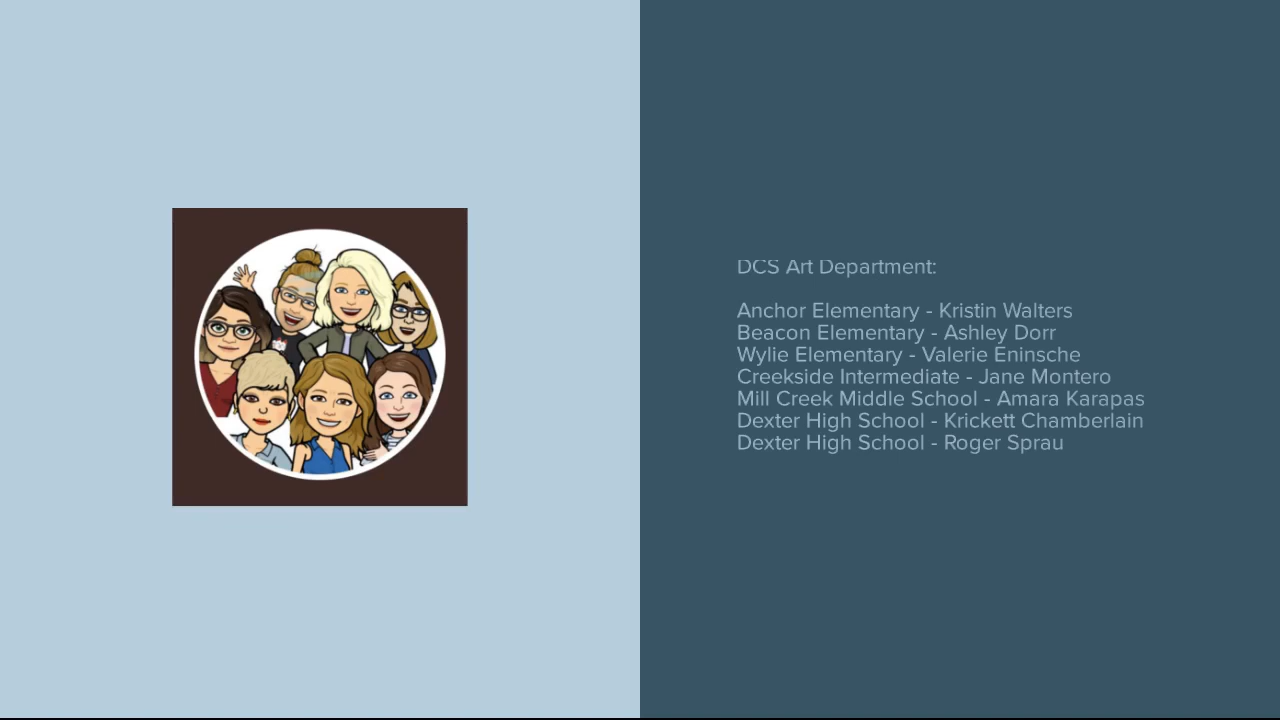 DCS Art Department:
Anchor Elementary - Kristin Walters
Beacon Elementary - Ashley Dorr
Wylie Elementary - Valerie Eninsche
Creekside Intermediate - Jane Montero
Mill Creek Middle School - Amara Karapas
Dexter High School - Krickett Chamberlain
Dexter High School - Roger Sprau